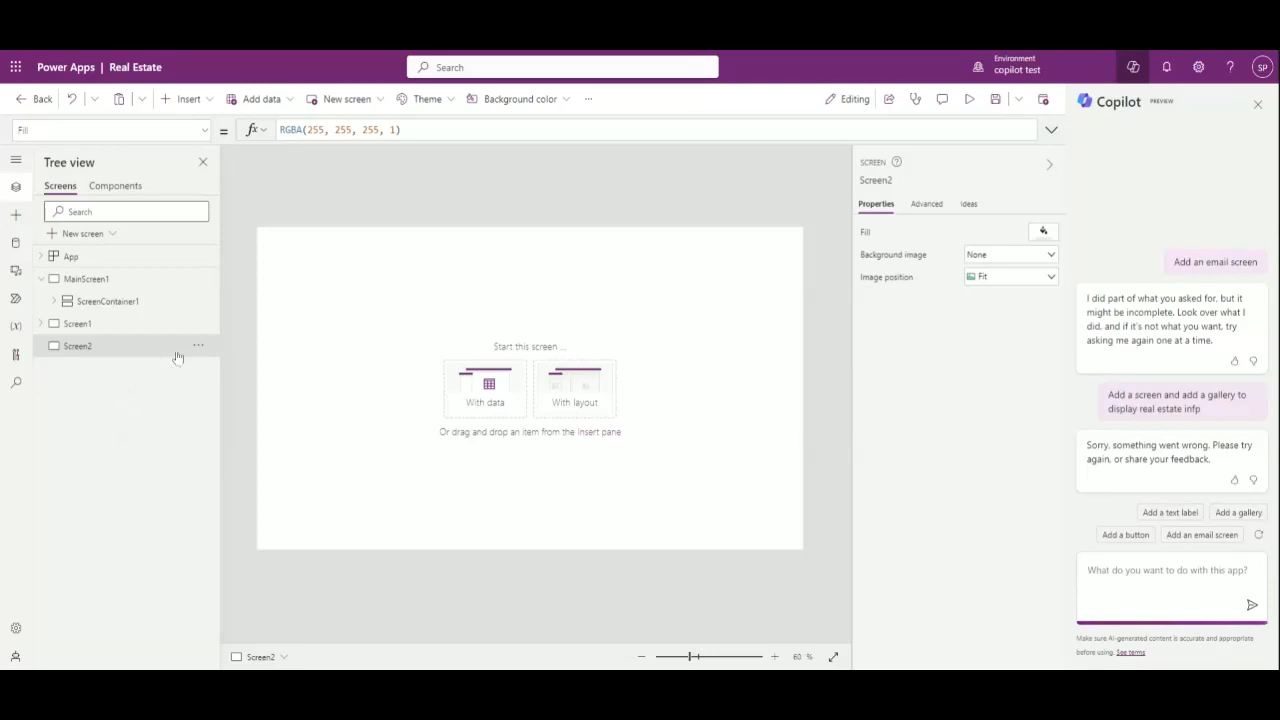 Power Apps | Real Estate
Search
Environment
copilot test
SP
Back
Insert
Add data
New screen
Theme
Background color
...
Editing
Copilot
PREVIEW
Fill
=
fx
RGBA(255, 255, 255, 1)
Tree view
Screens
Components
Search
New screen
App
MainScreen1
ScreenContainer1
Screen1
Screen2
...
(x)
Start this screen ...
With data
With layout
Or drag and drop an item from the Insert pane
Screen2
60 %
SCREEN
Screen2
Properties
Advanced
Ideas
Fill
Background image
None
Image position
Fit
Add an email screen
I did part of what you asked for, but it
might be incomplete. Look over what I
did, and if it's not what you want, try
asking me again one at a time.
Add a screen and add a gallery to
display real estate infp
Sorry, something went wrong. Please try
again, or share your feedback.
Add a text label
Add a gallery
Add a button
Add an email screen
What do you want to do with this app?
Make sure AI-generated content is accurate and appropriate
before using. See terms